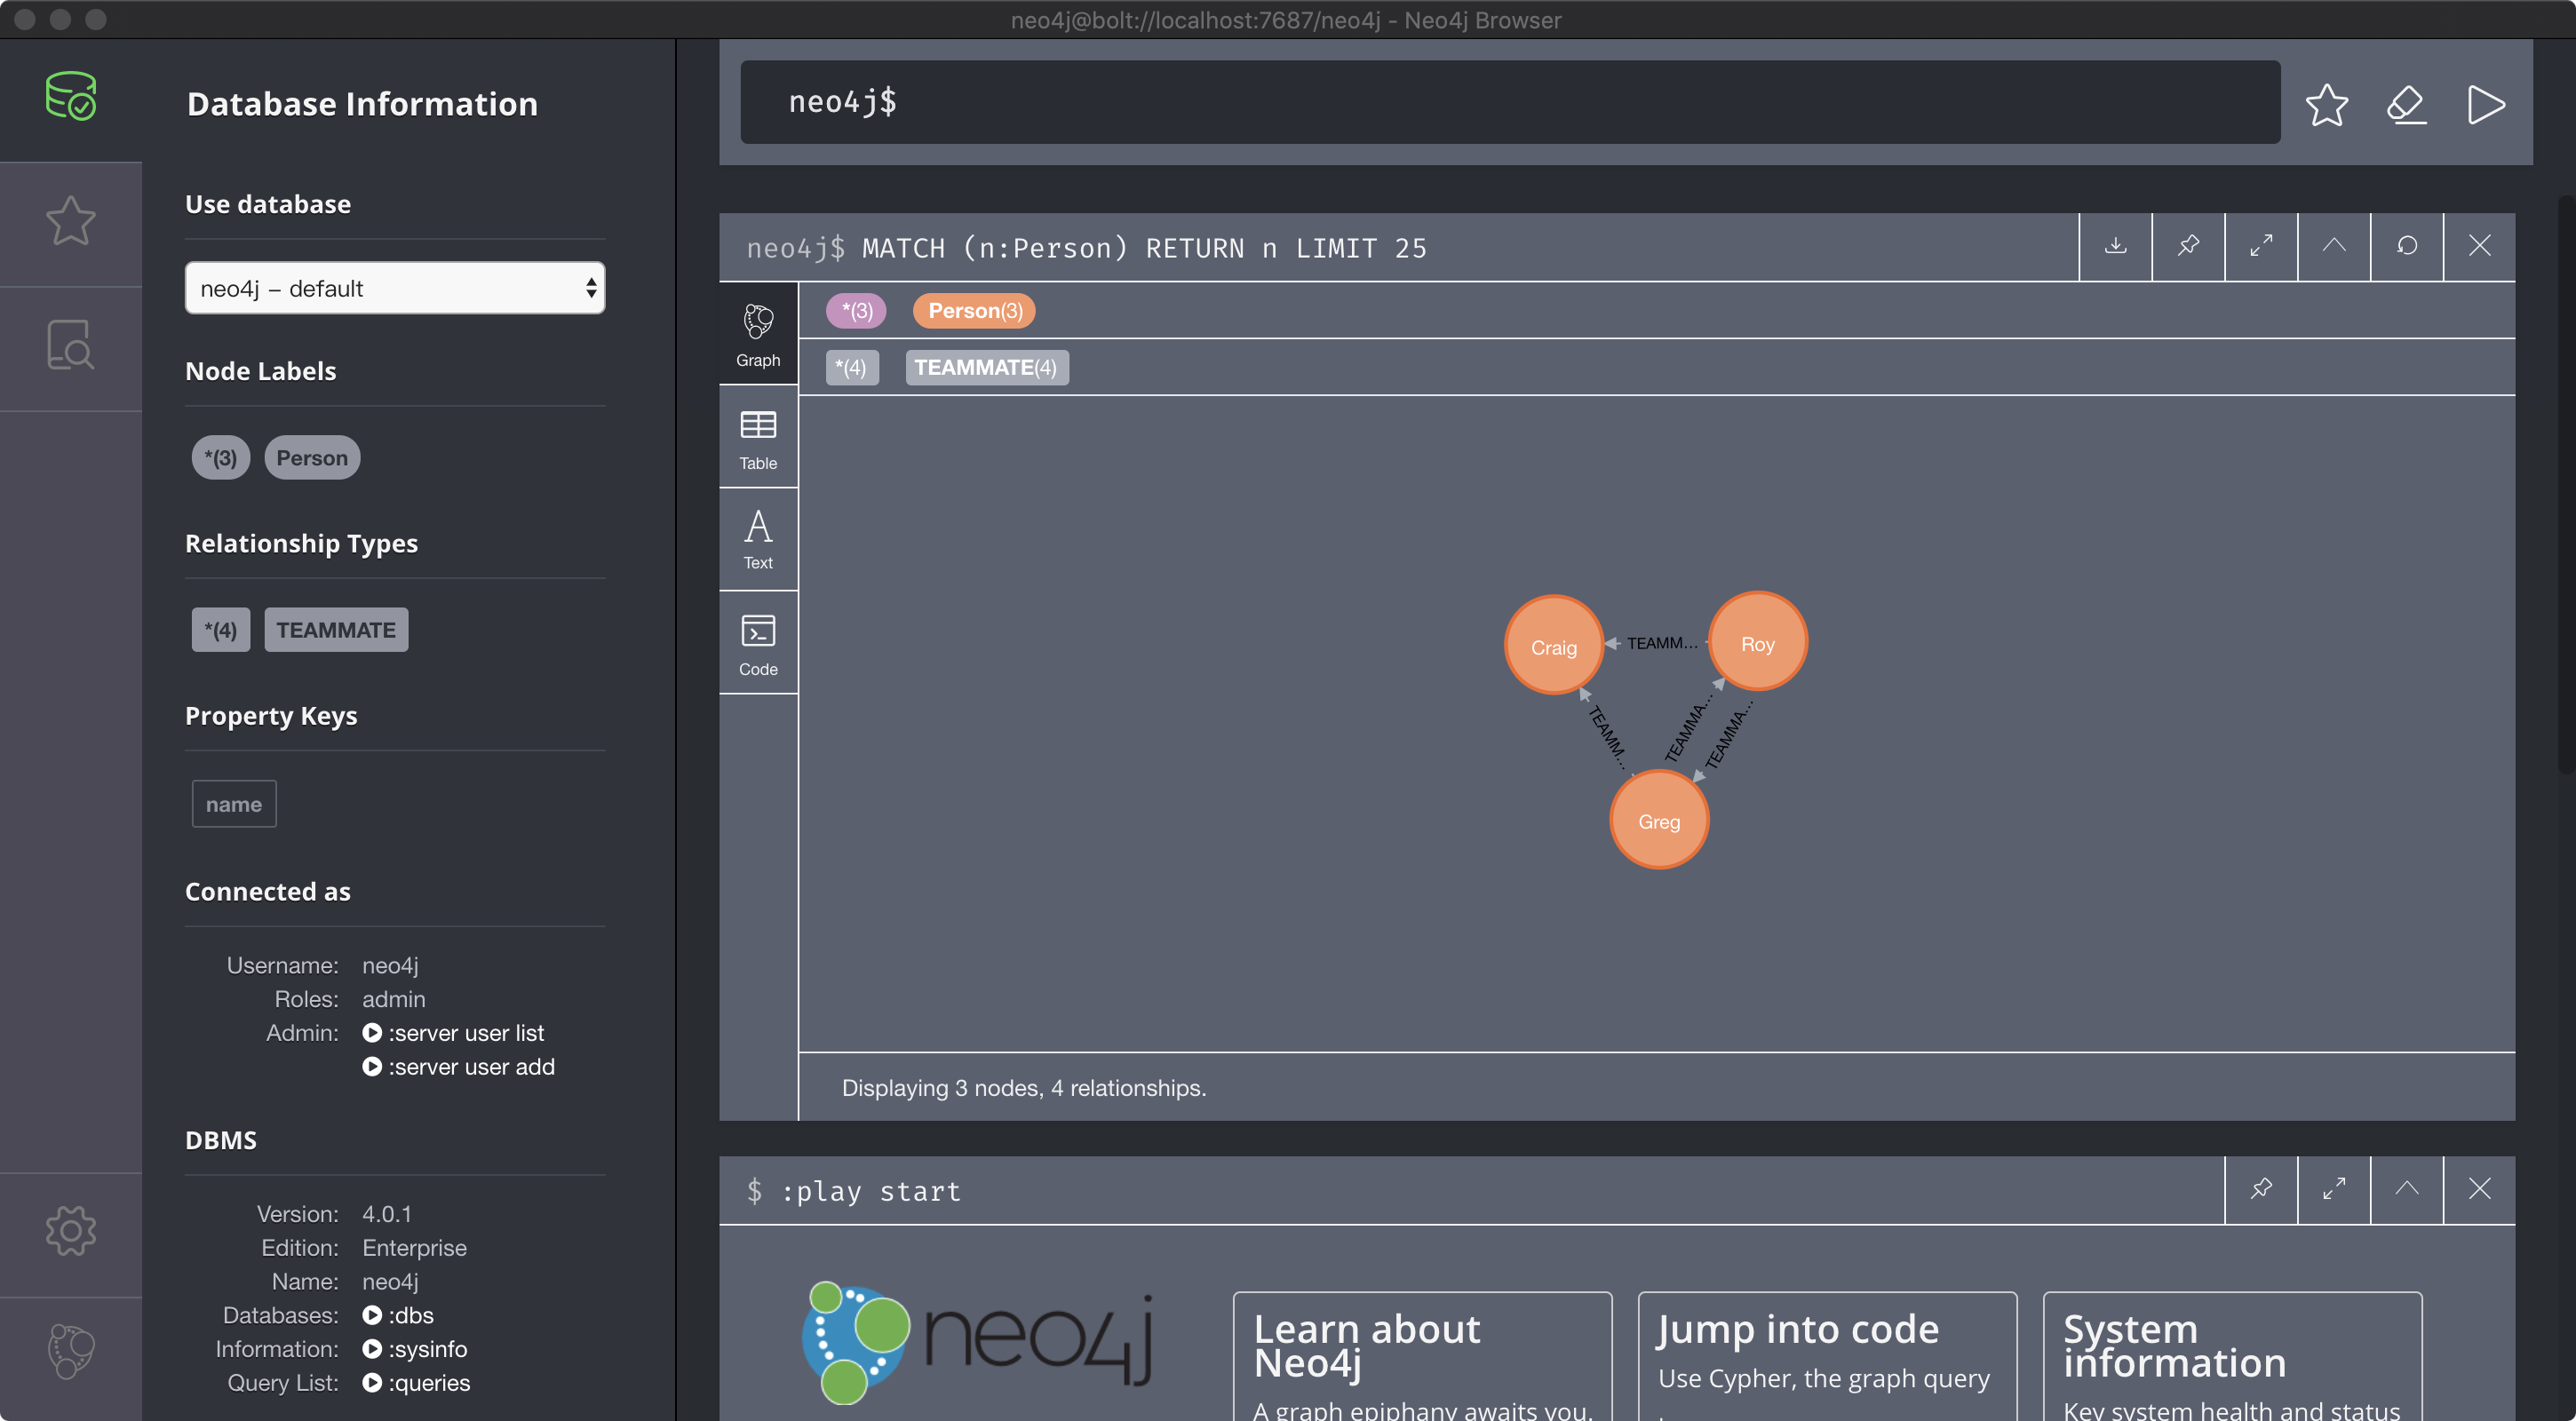 neo4j@bolt://localhost:7687/neo4j - Neo4j Browser
Database Information
Use database
neo4j – default
Node Labels
*(3) Person
Relationship Types
*(4) TEAMMATE
Property Keys
name
Connected as
Username: neo4j
Roles: admin
Admin: :server user list
:server user add
DBMS
Version: 4.0.1
Edition: Enterprise
Name: neo4j
Databases: :dbs
Information: :sysinfo
Query List: :queries
neo4j$
neo4j$ MATCH (n:Person) RETURN n LIMIT 25
Graph
Table
Text
Code
*(3) Person(3)
*(4) TEAMMATE(4)
Craig
TEAMM...
Roy
TEAMM...
TEAMMA...
TEAMMA...
Greg
Displaying 3 nodes, 4 relationships.
$ :play start
neo4j
Learn about
Neo4j
A graph epiphany awaits you.
Jump into code
Use Cypher, the graph query
System
information
Key system health and status